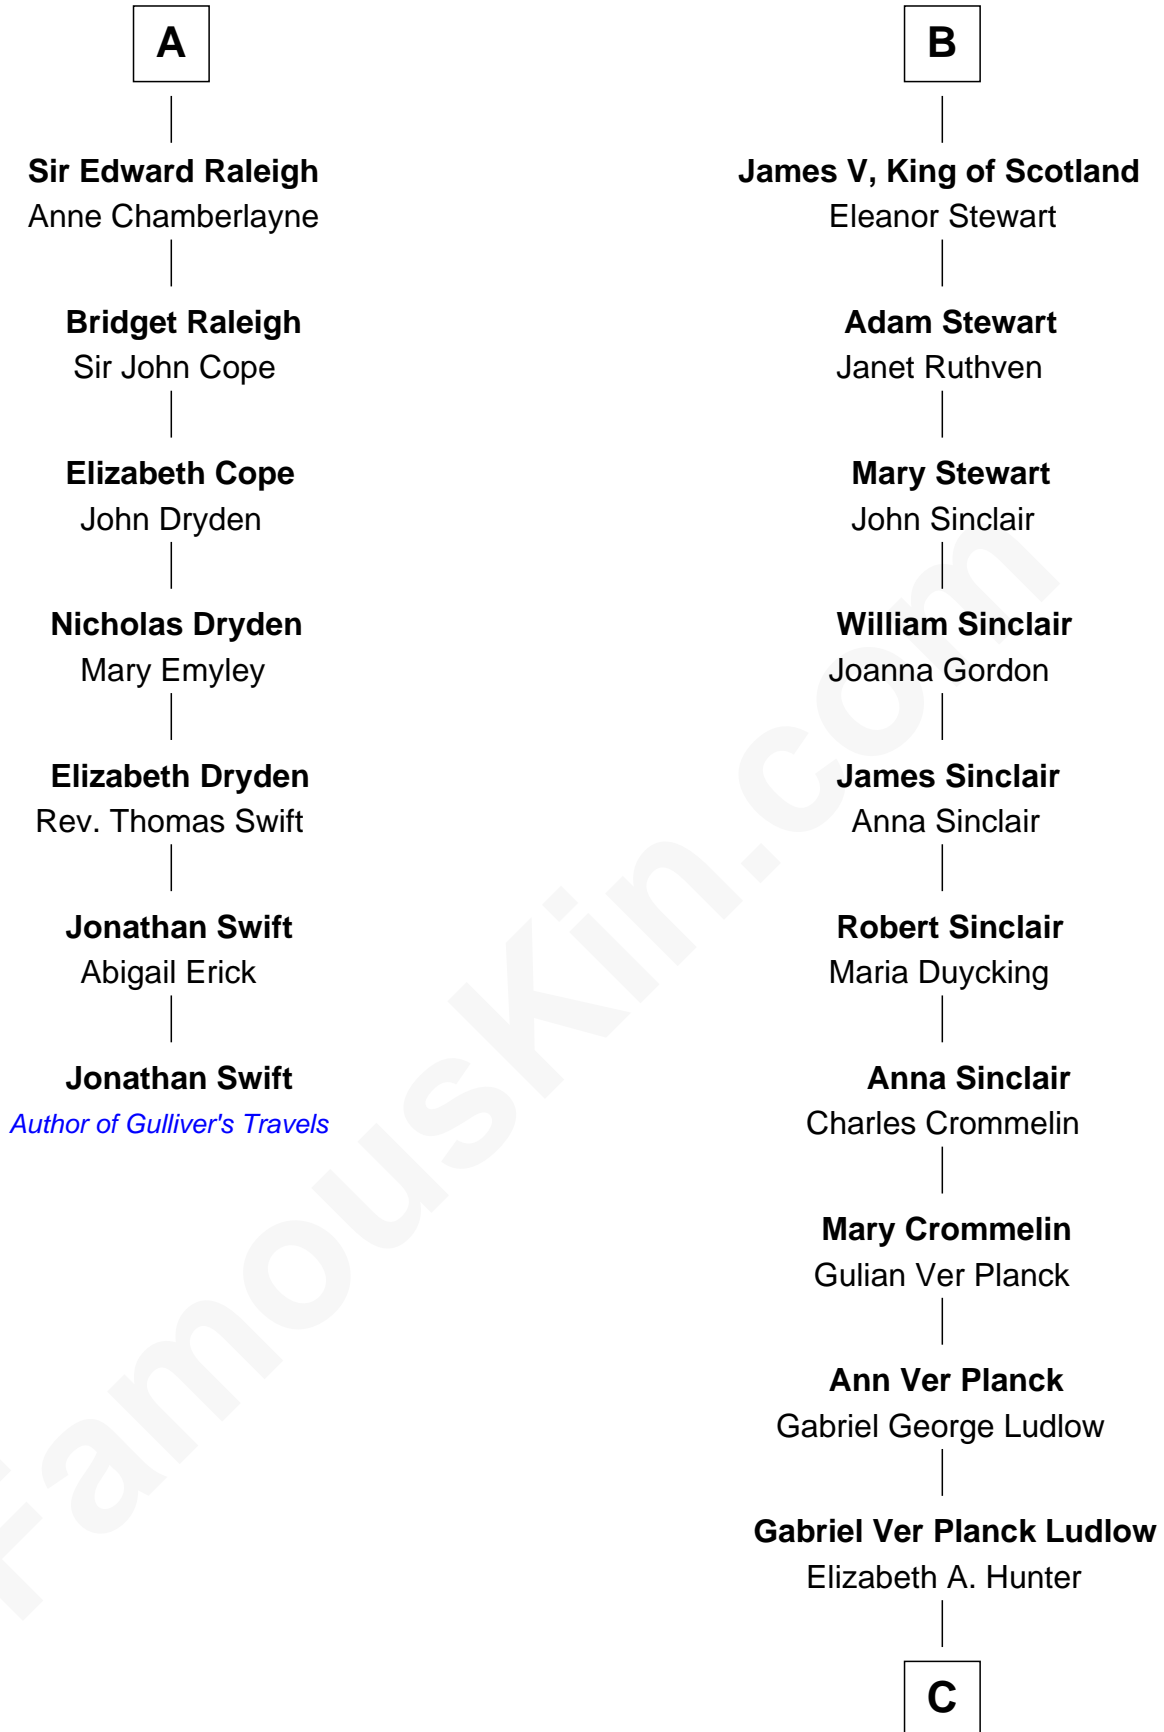 A
Sir Edward Raleigh
Anne Chamberlayne
Bridget Raleigh
Sir John Cope
Elizabeth Cope
John Dryden
Nicholas Dryden
Mary Emyley
Elizabeth Dryden
Rev. Thomas Swift
Jonathan Swift
Abigail Erick
Jonathan Swift
Author of Gulliver's Travels
B
James V, King of Scotland
Eleanor Stewart
Adam Stewart
Janet Ruthven
Mary Stewart
John Sinclair
William Sinclair
Joanna Gordon
James Sinclair
Anna Sinclair
Robert Sinclair
Maria Duycking
Anna Sinclair
Charles Crommelin
Mary Crommelin
Gulian Ver Planck
Ann Ver Planck
Gabriel George Ludlow
Gabriel Ver Planck Ludlow
Elizabeth A. Hunter
C
FamousKin.com